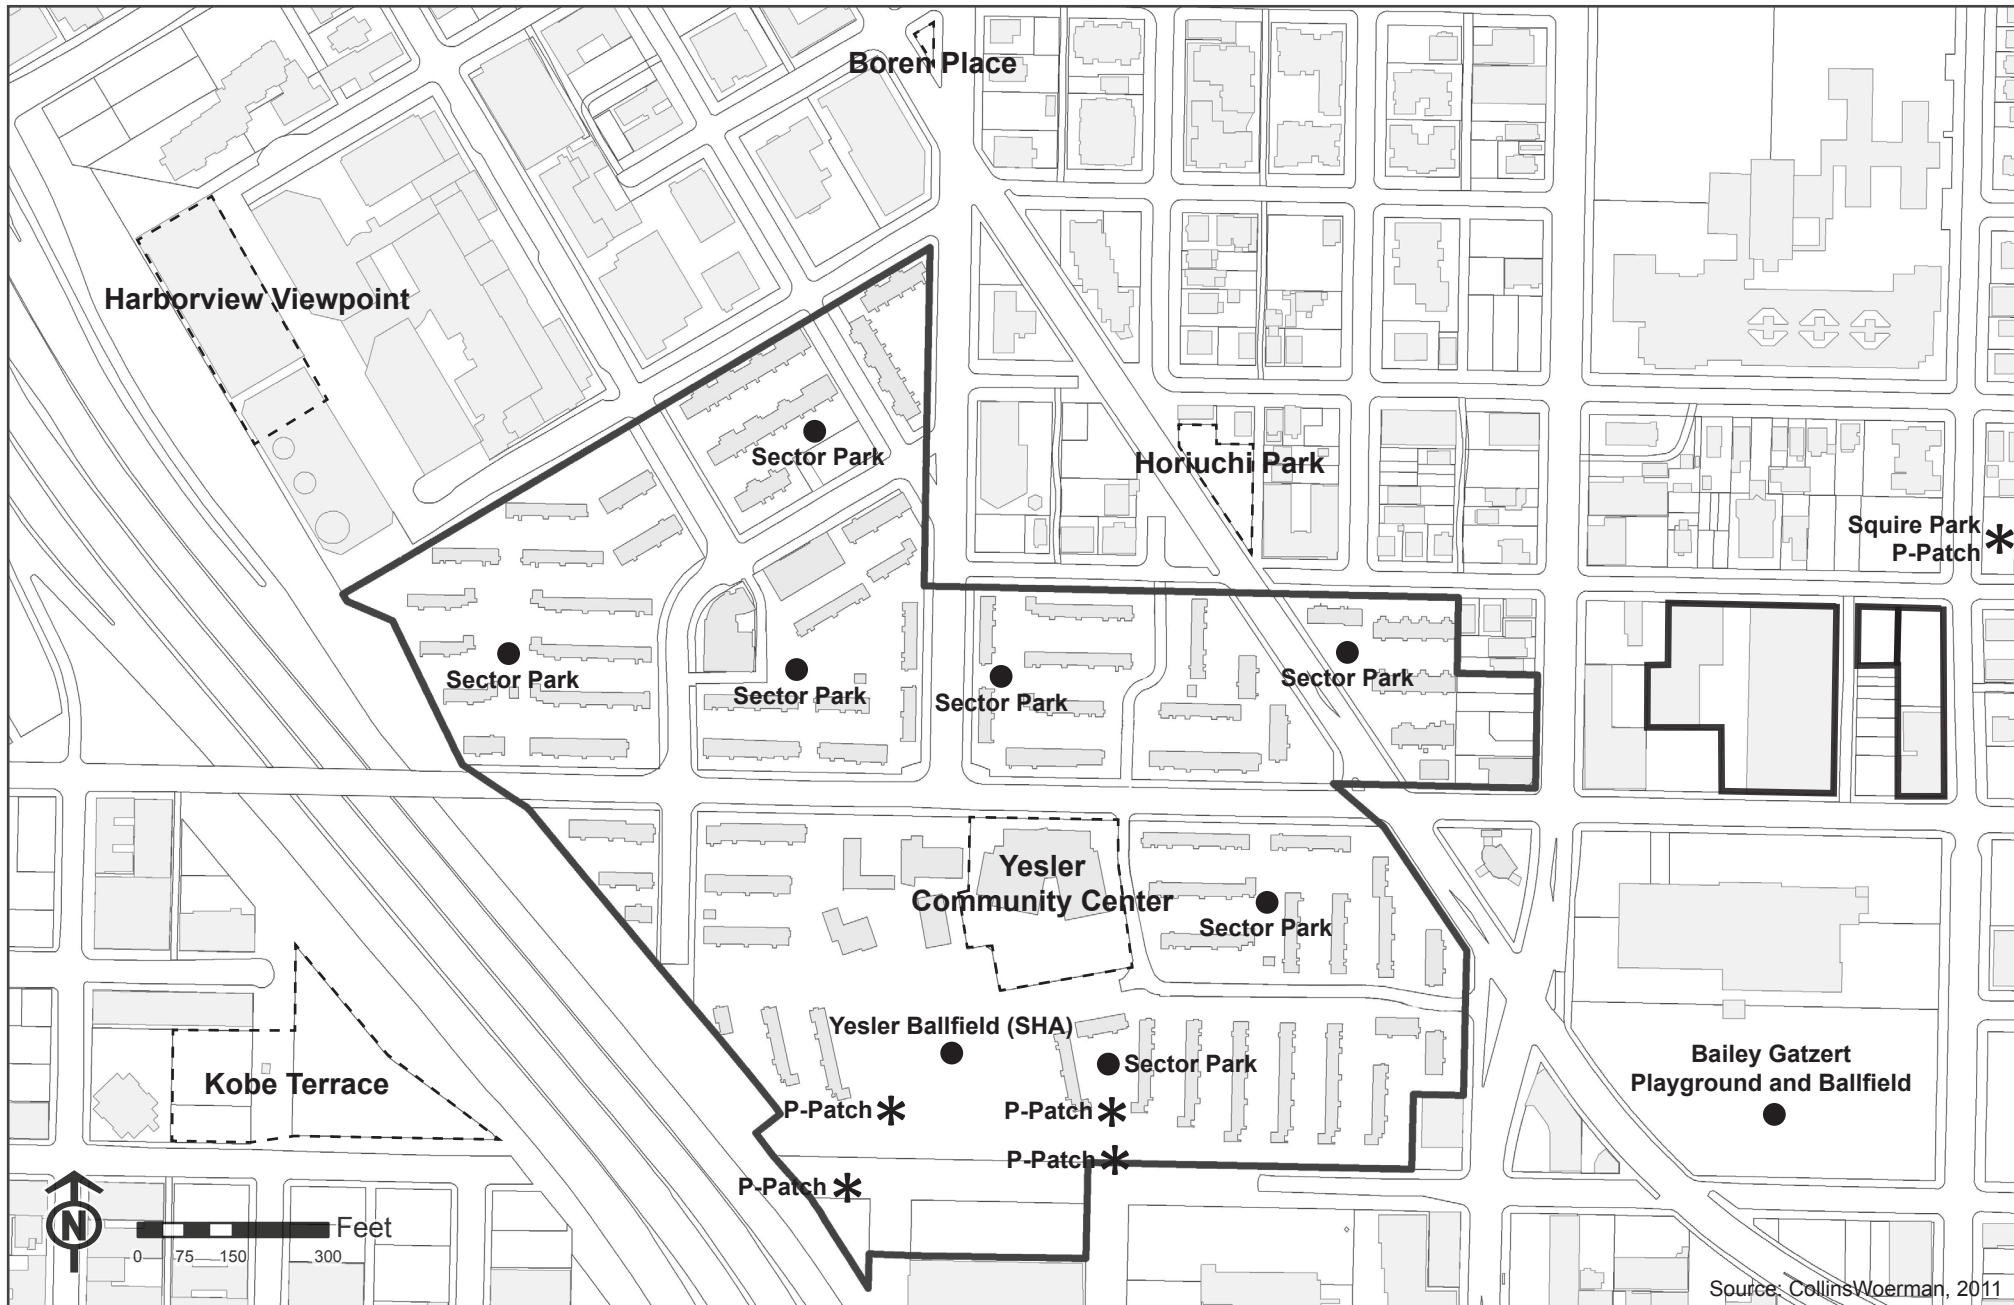 Boren Place
Harborview Viewpoint
Sector Park
Horiuchi Park
Squire Park
P-Patch
Sector Park
Sector Park
Sector Park
Sector Park
Yesler
Community Center
Sector Park
Yesler Ballfield (SHA)
Sector Park
Bailey Gatzert
Playground and Ballfield
Kobe Terrace
P-Patch
P-Patch
P-Patch
P-Patch
N
Feet
0 75 150 300
Source: CollinsWoerman, 2011